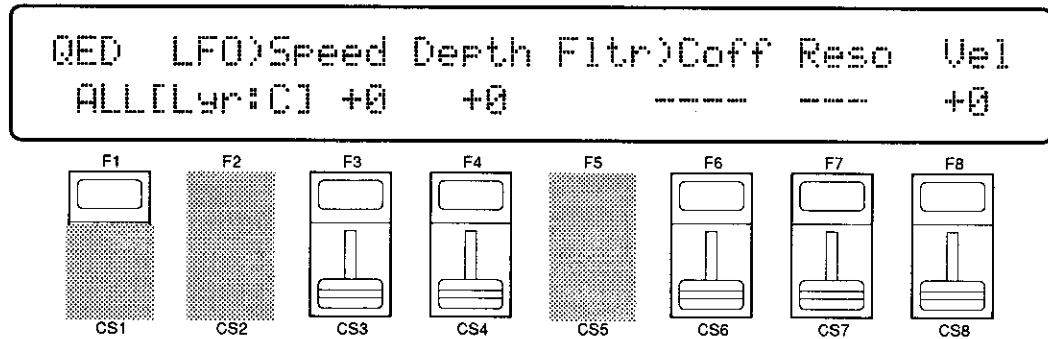 QED LFO)Speed Depth Fltr)Coff Reso Vel
ALL[Lyr:C] +0 +0 ---- ---- +0
F1 F2 F3 F4 F5 F6 F7 F8
CS1 CS2 CS3 CS4 CS5 CS6 CS7 CS8